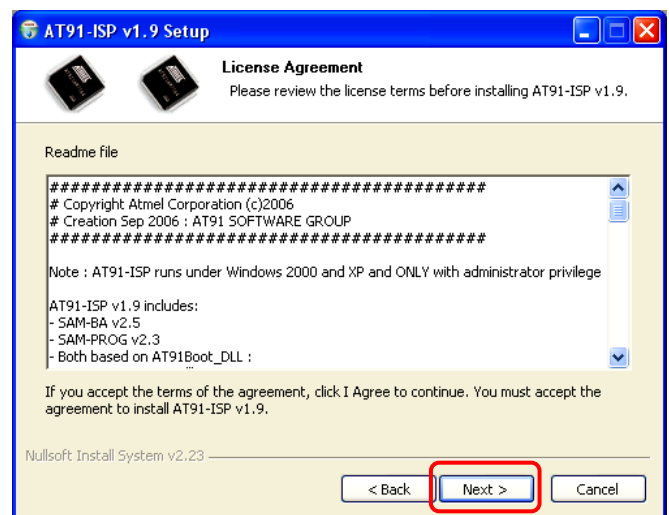 AT91-ISP v1.9 Setup
License Agreement
Please review the license terms before installing AT91-ISP v1.9.
Readme file
##########################################
# Copyright Atmel Corporation (c)2006
# Creation Sep 2006 : AT91 SOFTWARE GROUP
##########################################
Note : AT91-ISP runs under Windows 2000 and XP and ONLY with administrator privilege
AT91-ISP v1.9 includes:
- SAM-BA v2.5
- SAM-PROG v2.3
- Both based on AT91Boot_DLL :
If you accept the terms of the agreement, click I Agree to continue. You must accept the
agreement to install AT91-ISP v1.9.
Nullsoft Install System v2.23
< Back
Next >
Cancel